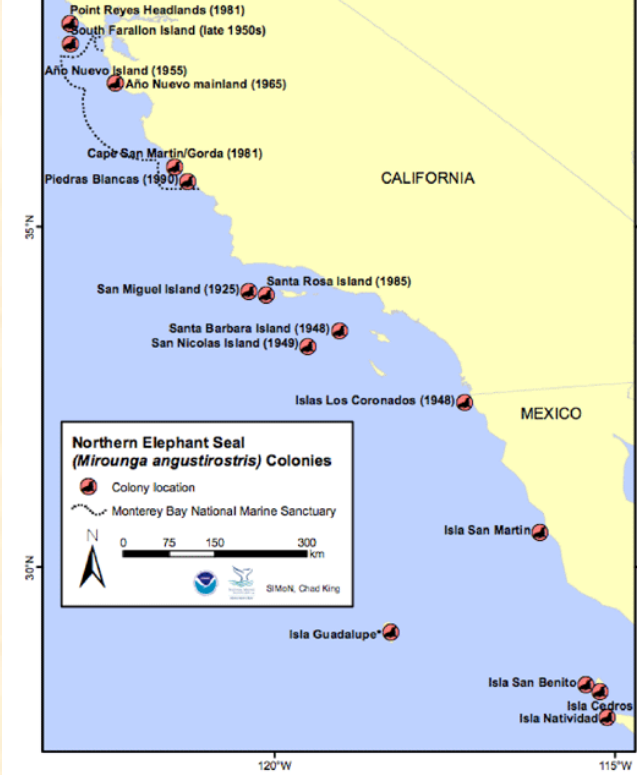 Point Reyes Headlands (1981)
South Farallon Island (late 1950s)
Año Nuevo Island (1955)
Año Nuevo mainland (1965)
Cape San Martin/Gorda (1981)
Piedras Blancas (1990)
CALIFORNIA
35°N
San Miguel Island (1925)
Santa Rosa Island (1985)
Santa Barbara Island (1948)
San Nicolas Island (1949)
Islas Los Coronados (1948)
MEXICO
Northern Elephant Seal
(Mirounga angustirostris) Colonies
Colony location
Monterey Bay National Marine Sanctuary
N
0 75 150 300
km
SIMoN, Chad King
Isla San Martin
30°N
Isla Guadalupe*
Isla San Benito
Isla Cedros
Isla Natividad
120°W
115°W